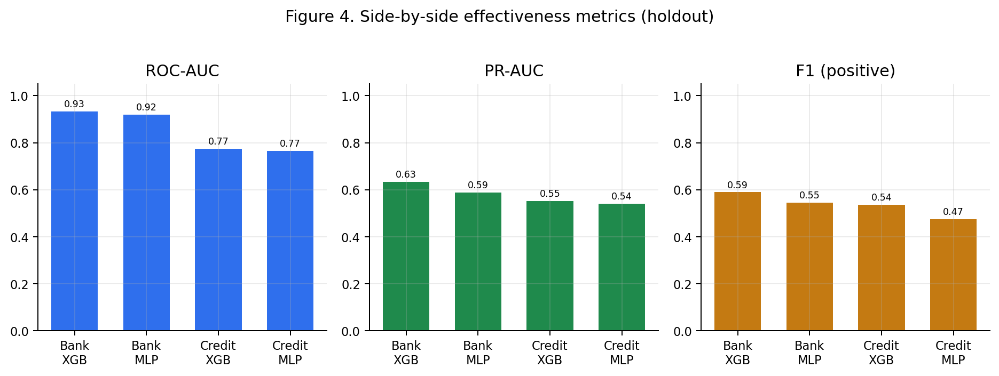 Figure 4. Side-by-side effectiveness metrics (holdout)
ROC-AUC
1.0
0.8
0.6
0.4
0.2
0.0
0.93
0.92
0.77
0.77
Bank
XGB
Bank
MLP
Credit
XGB
Credit
MLP
PR-AUC
1.0
0.8
0.6
0.4
0.2
0.0
0.63
0.59
0.55
0.54
Bank
XGB
Bank
MLP
Credit
XGB
Credit
MLP
F1 (positive)
1.0
0.8
0.6
0.4
0.2
0.0
0.59
0.55
0.54
0.47
Bank
XGB
Bank
MLP
Credit
XGB
Credit
MLP